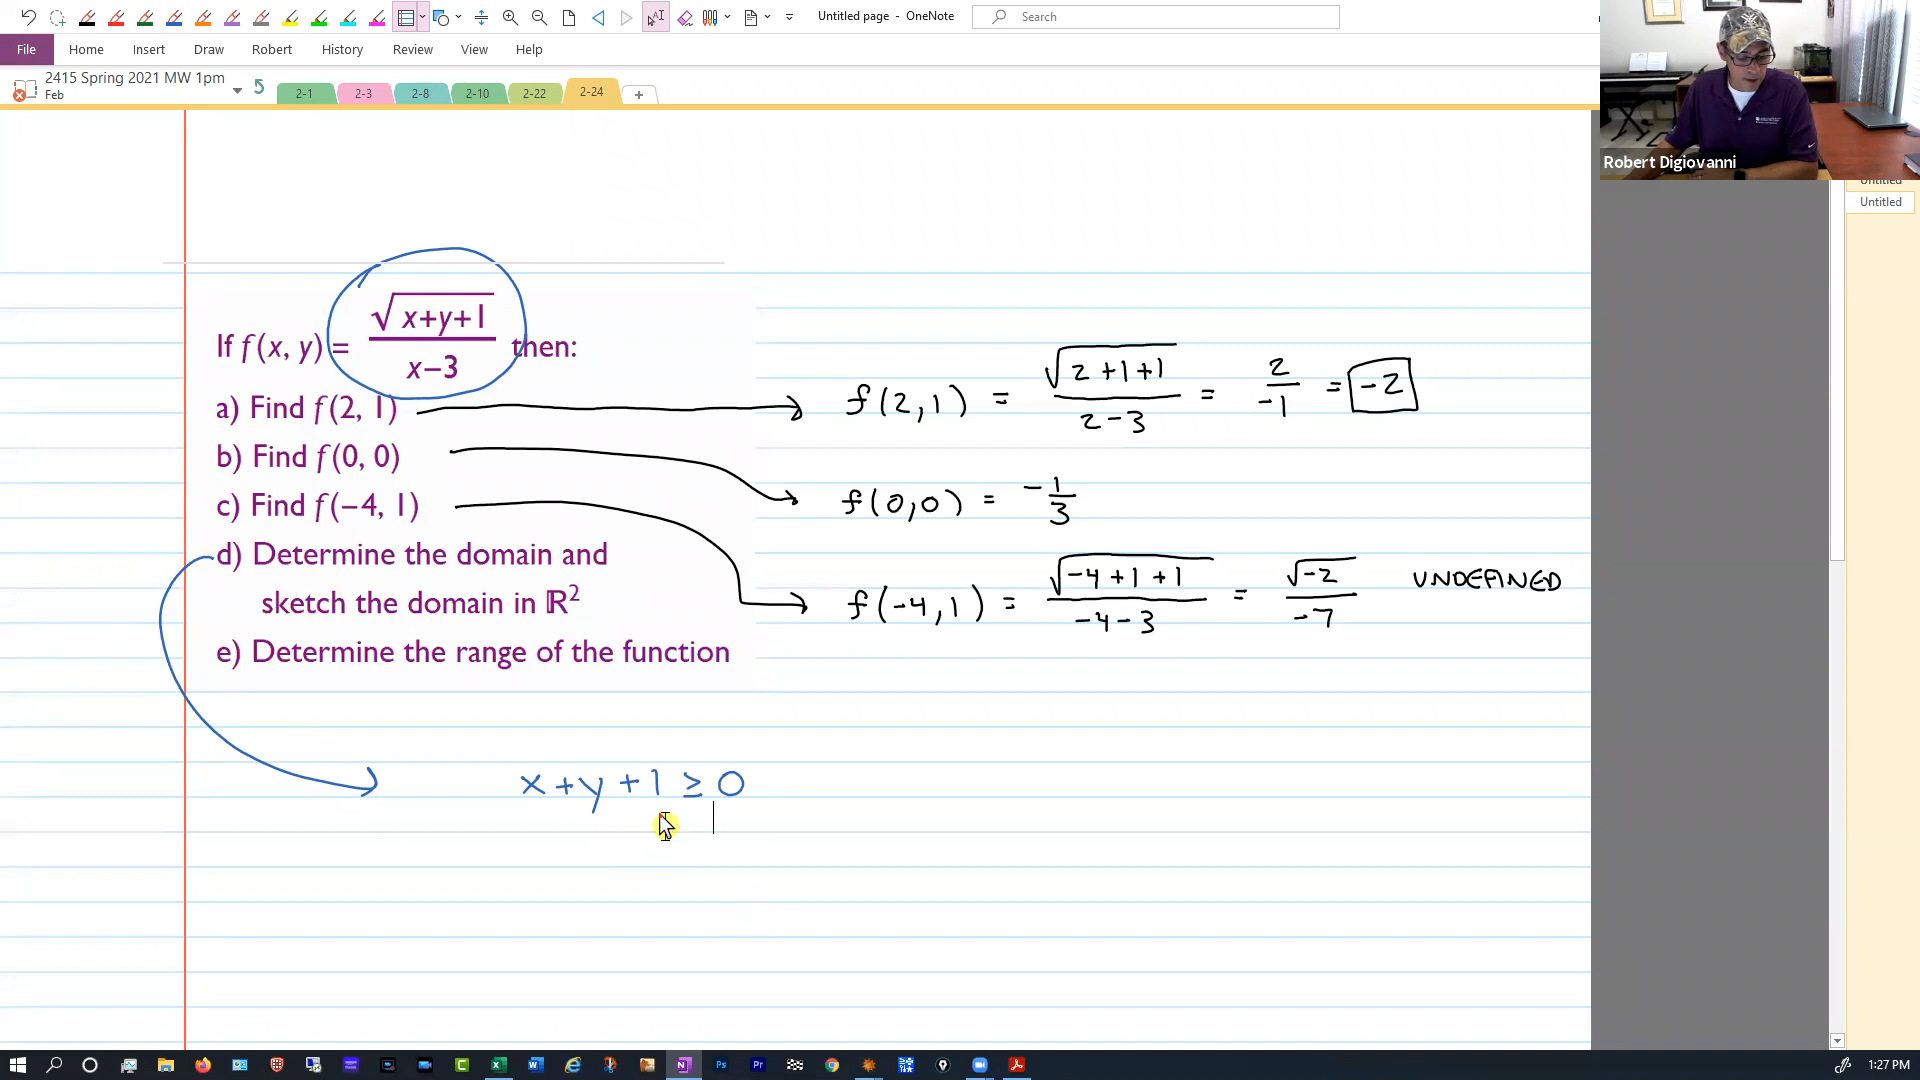 Untitled page - OneNote
Search
File Home Insert Draw Robert History Review View Help
2415 Spring 2021 MW 1pm
Feb
2-1 2-3 2-8 2-10 2-22 2-24 +
Robert Digiovanni
Untitled
Untitled
If f(x, y) = √(x+y+1) / (x−3) then:
a) Find f(2, 1)
b) Find f(0, 0)
c) Find f(−4, 1)
d) Determine the domain and
sketch the domain in ℝ²
e) Determine the range of the function
f(2,1) = √(2+1+1) / (2-3) = 2/-1 = -2
f(0,0) = -1/3
f(-4,1) = √(-4+1+1) / (-4-3) = √-2 / -7 UNDEFINED
x+y+1 ≥ 0
1:27 PM